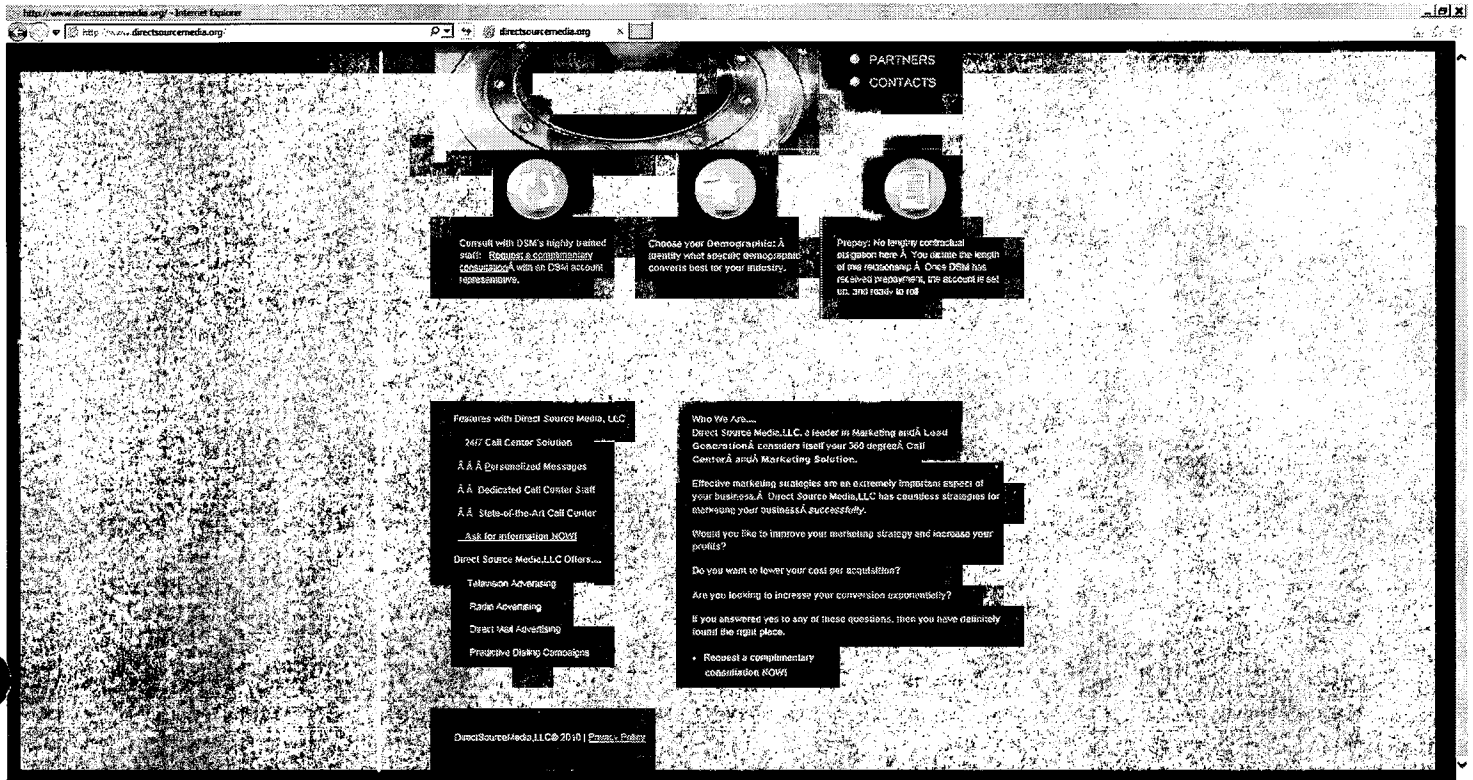 http://www.directsourcemedia.org/ - Internet Explorer
http://www.directsourcemedia.org/
directsourcemedia.org
PARTNERS
CONTACTS
Consult with DSM's highly trained
staff: Request a complimentary
consultationÂ with an DSM account
representative.
Choose your Demographic: Â
Identify what specific demographic
converts best for your industry.
Prepay: No lengthy contractual
obligation here Â You dictate the length
of this relationship Â Once DSM has
received prepayment, the account is set
up, and ready to roll
Features with Direct Source Media, LLC
24/7 Call Center Solution
Â Â Â Personalized Messages
Â Â Dedicated Call Center Staff
Â Â State-of-the-Art Call Center
Ask for information NOW!
Direct Source Media,LLC Offers....
Television Advertising
Radio Advertising
Direct Mail Advertising
Predictive Dialing Campaigns
Who We Are....
Direct Source Media,LLC, a leader in Marketing andÂ Lead
GenerationÂ considers itself your 360 degreeÂ Call
CenterÂ andÂ Marketing Solution.
Effective marketing strategies are an extremely important aspect of
your business.Â Direct Source Media,LLC has countless strategies for
marketing your businessÂ successfully.
Would you like to improve your marketing strategy and increase your
profits?
Do you want to lower your cost per acquisition?
Are you looking to increase your conversion exponentially?
If you answered yes to any of these questions, then you have definitely
found the right place.
• Request a complimentary
consultation NOW!
DirectSourceMedia,LLC© 2010 | Privacy Policy